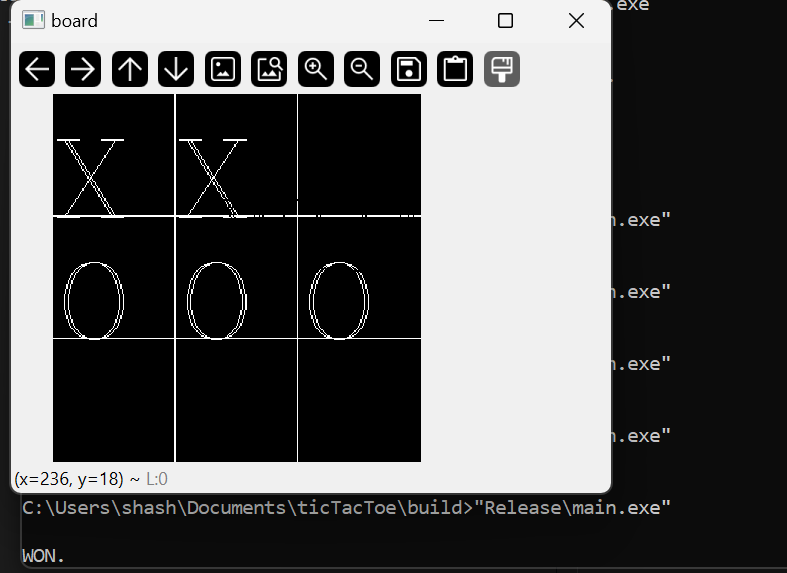 board
.exe
n.exe"
n.exe"
n.exe"
n.exe"
X X
O O O
(x=236, y=18) ~ L:0
C:\Users\shash\Documents\ticTacToe\build>"Release\main.exe"
WON.